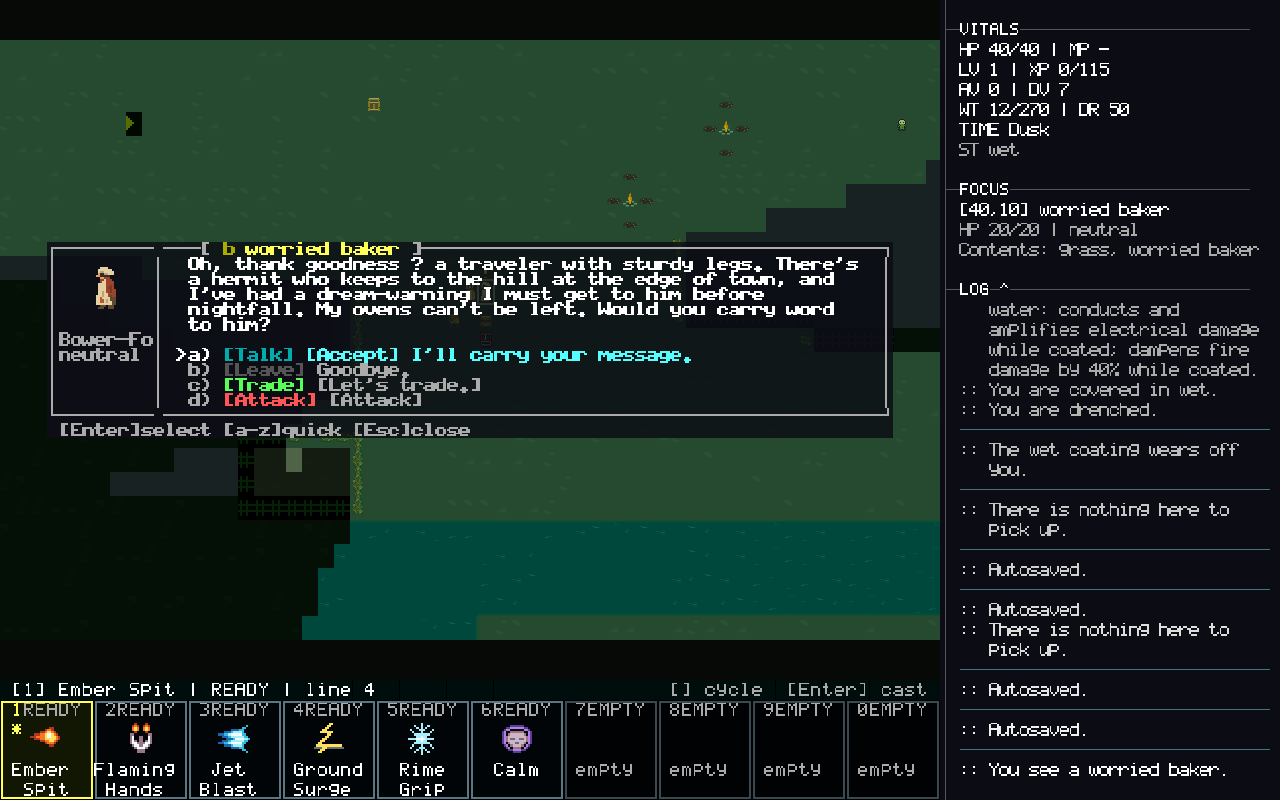 [ b worried baker ]
Oh, thank goodness ? a traveler with sturdy legs. There's
a hermit who keeps to the hill at the edge of town, and
I've had a dream-warning I must get to him before
nightfall. My ovens can't be left. Would you carry word
to him?
Bower-Fo
neutral
>a) [Talk] [Accept] I'll carry your message.
b) [Leave] Goodbye.
c) [Trade] [Let's trade.]
d) [Attack] [Attack]
[Enter]select [a-z]quick [Esc]close
[1] Ember Spit | READY | line 4
[] cycle [Enter] cast
1READY 2READY 3READY 4READY 5READY 6READY 7EMPTY 8EMPTY 9EMPTY 0EMPTY
*
Ember Spit
Flaming Hands
Jet Blast
Ground Surge
Rime Grip
Calm
empty
empty
empty
empty
VITALS
HP 40/40 | MP -
LV 1 | XP 0/115
AV 0 | DV 7
WT 12/270 | DR 50
TIME Dusk
ST wet
FOCUS
[40,10] worried baker
HP 20/20 | neutral
Contents: grass, worried baker
LOG ^
water: conducts and
amplifies electrical damage
while coated; dampens fire
damage by 40% while coated.
:: You are covered in wet.
:: You are drenched.
:: The wet coating wears off
you.
:: There is nothing here to
pick up.
:: Autosaved.
:: Autosaved.
:: There is nothing here to
pick up.
:: Autosaved.
:: Autosaved.
:: You see a worried baker.